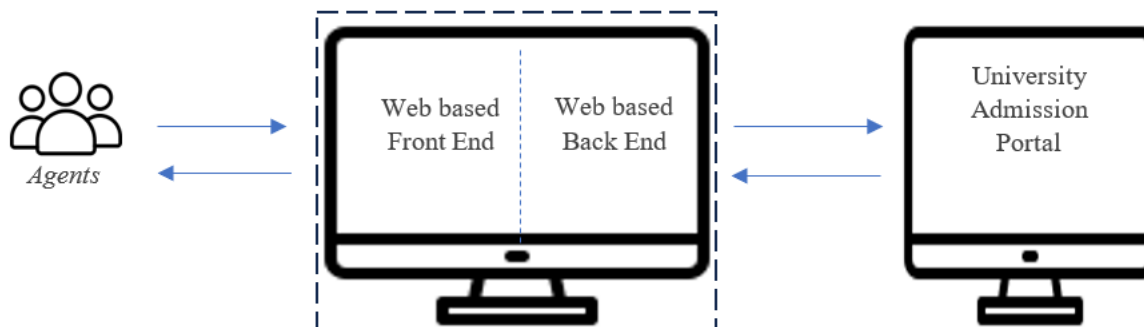 Agents
Web based
Front End
Web based
Back End
University
Admission
Portal